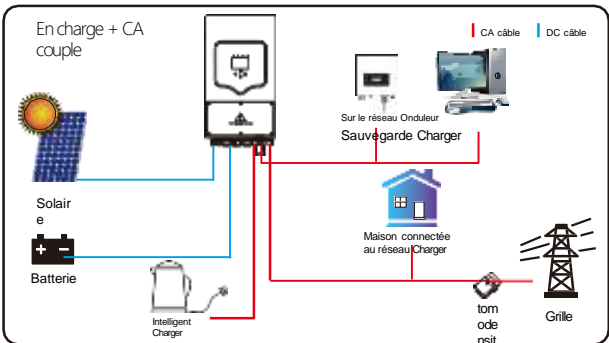 En charge + CA
couple
CA câble
DC câble
Sur le réseau Onduleur
Sauvegarde Charger
Solair
e
Maison connectée
au réseau Charger
Batterie
Intelligent
Charger
tom
ode
nsit
Grille